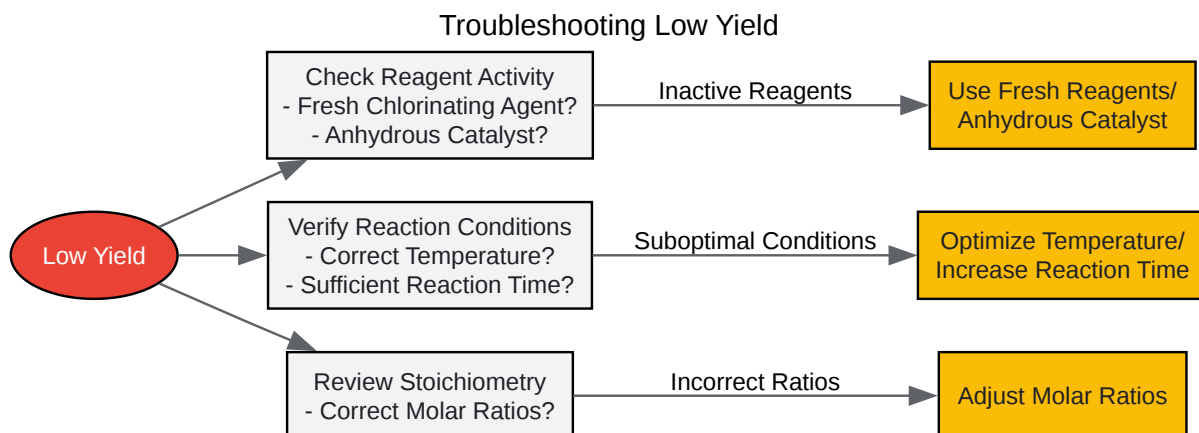 Troubleshooting Low Yield
Low Yield
Check Reagent Activity
- Fresh Chlorinating Agent?
- Anhydrous Catalyst?
Inactive Reagents
Use Fresh Reagents/
Anhydrous Catalyst
Verify Reaction Conditions
- Correct Temperature?
- Sufficient Reaction Time?
Suboptimal Conditions
Optimize Temperature/
Increase Reaction Time
Review Stoichiometry
- Correct Molar Ratios?
Incorrect Ratios
Adjust Molar Ratios